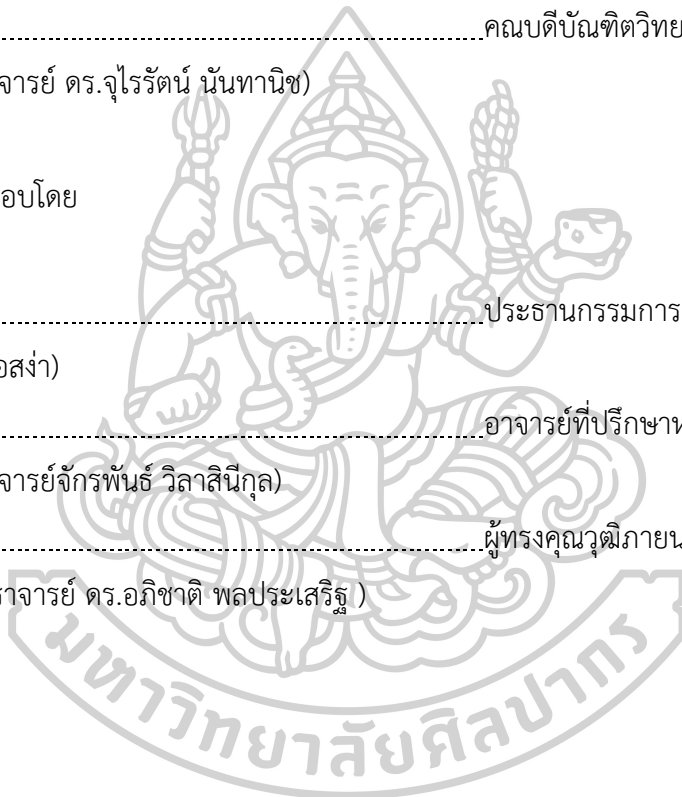 คณบดีบัณฑิตวิทย
จารย์ ดร.จุไรรัตน์ นันทานิช)
อบโดย
ประธานกรรมการ
อสง่า)
อาจารย์ที่ปรึกษาห
จารย์จักรพันธ์ วิลาสินีกุล)
ผู้ทรงคุณวุฒิภายน
ราจารย์ ดร.อภิชาติ พลประเสริฐ )
มหาวิทยาลัยศิลปากร